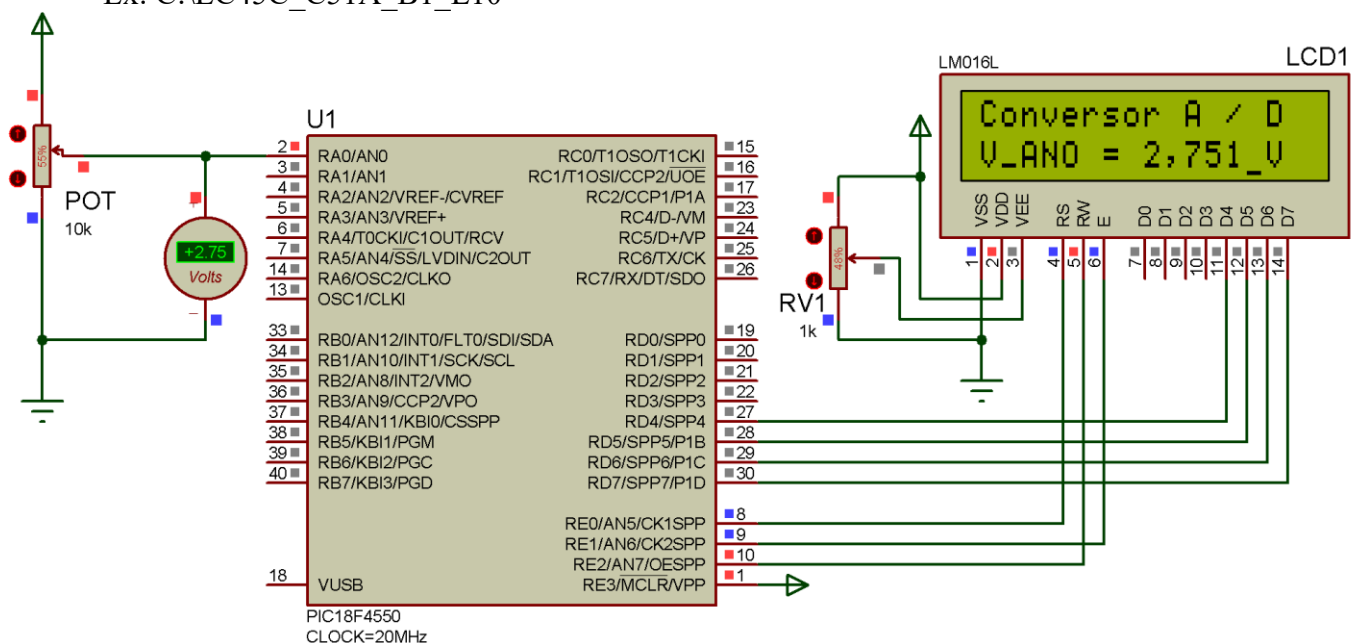 Ex:
LM016L
LCD1
Conversor A / D
V_ANO = 2,751_V
VSS
VDD
VEE
RS
RW
E
D0
D1
D2
D3
D4
D5
D6
D7
1
2
3
4
5
6
7
8
9
10
11
12
13
14
55%
POT
10k
+2.75
Volts
+
−
48%
RV1
1k
U1
2 RA0/AN0
3 RA1/AN1
4 RA2/AN2/VREF-/CVREF
5 RA3/AN3/VREF+
6 RA4/T0CKI/C1OUT/RCV
7 RA5/AN4/SS/LVDIN/C2OUT
14 RA6/OSC2/CLKO
13 OSC1/CLKI
33 RB0/AN12/INT0/FLT0/SDI/SDA
34 RB1/AN10/INT1/SCK/SCL
35 RB2/AN8/INT2/VMO
36 RB3/AN9/CCP2/VPO
37 RB4/AN11/KBI0/CSSPP
38 RB5/KBI1/PGM
39 RB6/KBI2/PGC
40 RB7/KBI3/PGD
18 VUSB
RC0/T1OSO/T1CKI 15
RC1/T1OSI/CCP2/UOE 16
RC2/CCP1/P1A 17
RC4/D-/VM 23
RC5/D+/VP 24
RC6/TX/CK 25
RC7/RX/DT/SDO 26
RD0/SPP0 19
RD1/SPP1 20
RD2/SPP2 21
RD3/SPP3 22
RD4/SPP4 27
RD5/SPP5/P1B 28
RD6/SPP6/P1C 29
RD7/SPP7/P1D 30
RE0/AN5/CK1SPP 8
RE1/AN6/CK2SPP 9
RE2/AN7/OESPP 10
RE3/MCLR/VPP 1
PIC18F4550
CLOCK=20MHz